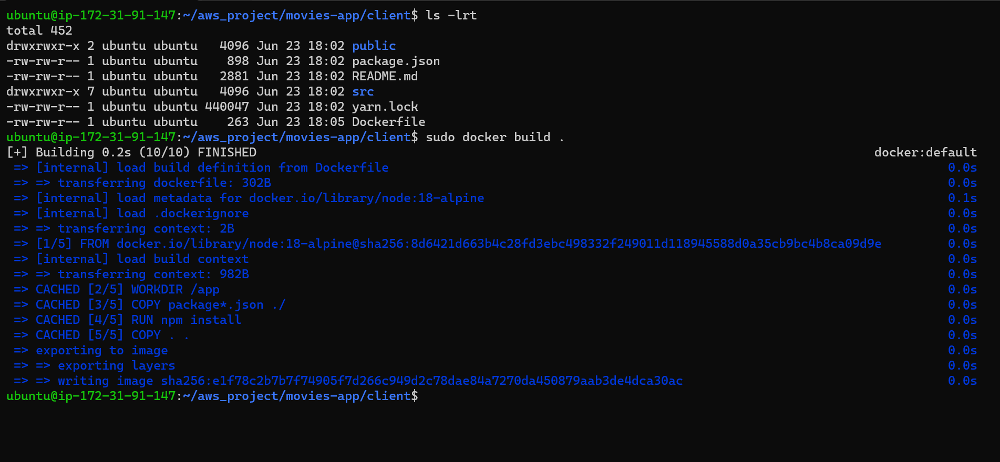 ubuntu@ip-172-31-91-147:~/aws_project/movies-app/client$ ls -lrt
total 452
drwxrwxr-x 2 ubuntu ubuntu   4096 Jun 23 18:02 public
-rw-rw-r-- 1 ubuntu ubuntu    898 Jun 23 18:02 package.json
-rw-rw-r-- 1 ubuntu ubuntu   2881 Jun 23 18:02 README.md
drwxrwxr-x 7 ubuntu ubuntu   4096 Jun 23 18:02 src
-rw-rw-r-- 1 ubuntu ubuntu 440047 Jun 23 18:02 yarn.lock
-rw-rw-r-- 1 ubuntu ubuntu    263 Jun 23 18:05 Dockerfile
ubuntu@ip-172-31-91-147:~/aws_project/movies-app/client$ sudo docker build .
[+] Building 0.2s (10/10) FINISHED docker:default
 => [internal] load build definition from Dockerfile 0.0s
 => => transferring dockerfile: 302B 0.0s
 => [internal] load metadata for docker.io/library/node:18-alpine 0.1s
 => [internal] load .dockerignore 0.0s
 => => transferring context: 2B 0.0s
 => [1/5] FROM docker.io/library/node:18-alpine@sha256:8d6421d663b4c28fd3ebc498332f249011d118945588d0a35cb9bc4b8ca09d9e 0.0s
 => [internal] load build context 0.0s
 => => transferring context: 982B 0.0s
 => CACHED [2/5] WORKDIR /app 0.0s
 => CACHED [3/5] COPY package*.json ./ 0.0s
 => CACHED [4/5] RUN npm install 0.0s
 => CACHED [5/5] COPY . . 0.0s
 => exporting to image 0.0s
 => => exporting layers 0.0s
 => => writing image sha256:e1f78c2b7b7f74905f7d266c949d2c78dae84a7270da450879aab3de4dca30ac 0.0s
ubuntu@ip-172-31-91-147:~/aws_project/movies-app/client$